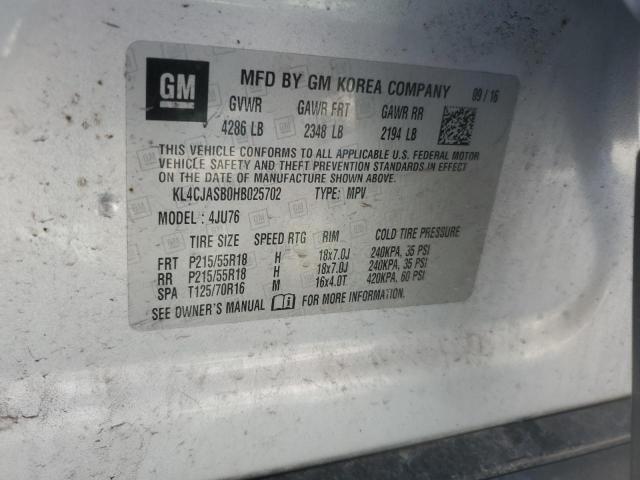 GM MFD BY GM KOREA COMPANY 09/16
GVWR GAWR FRT GAWR RR
4286 LB 2348 LB 2194 LB
THIS VEHICLE CONFORMS TO ALL APPLICABLE U.S. FEDERAL MOTOR
VEHICLE SAFETY AND THEFT PREVENTION STANDARDS IN EFFECT
ON THE DATE OF MANUFACTURE SHOWN ABOVE.
KL4CJASB0HB025702 TYPE: MPV
MODEL: 4JU76
TIRE SIZE SPEED RTG RIM COLD TIRE PRESSURE
FRT P215/55R18 H 18x7.0J 240KPA, 35 PSI
RR P215/55R18 H 18x7.0J 240KPA, 35 PSI
SPA T125/70R16 M 16x4.0T 420KPA, 60 PSI
SEE OWNER'S MANUAL FOR MORE INFORMATION.